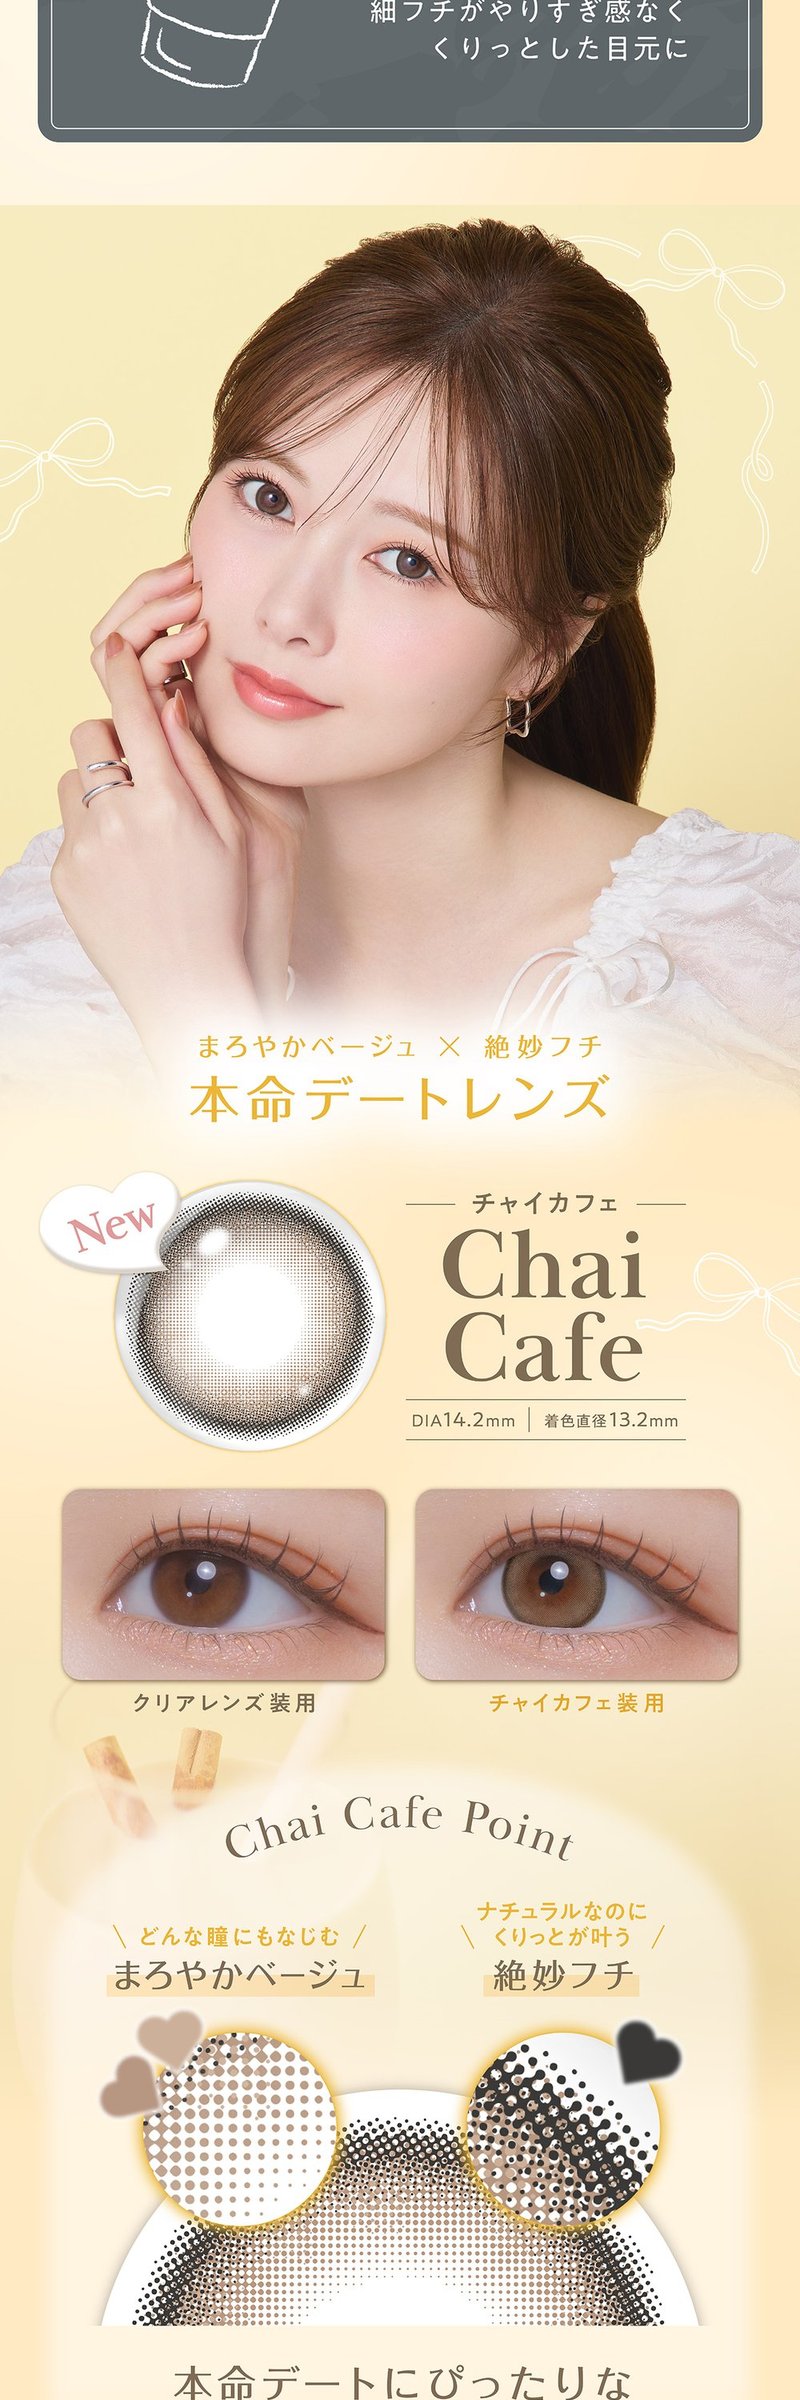 細フチがやりすぎ感なく
くりっとした目元に
まろやかベージュ × 絶妙フチ
本命デートレンズ
New
チャイカフェ
Chai
Cafe
DIA14.2mm | 着色直径13.2mm
クリアレンズ装用
チャイカフェ装用
Chai Cafe Point
\ どんな瞳にもなじむ /
まろやかベージュ
ナチュラルなのに
\ くりっとが叶う /
絶妙フチ
本命デートにぴったりな